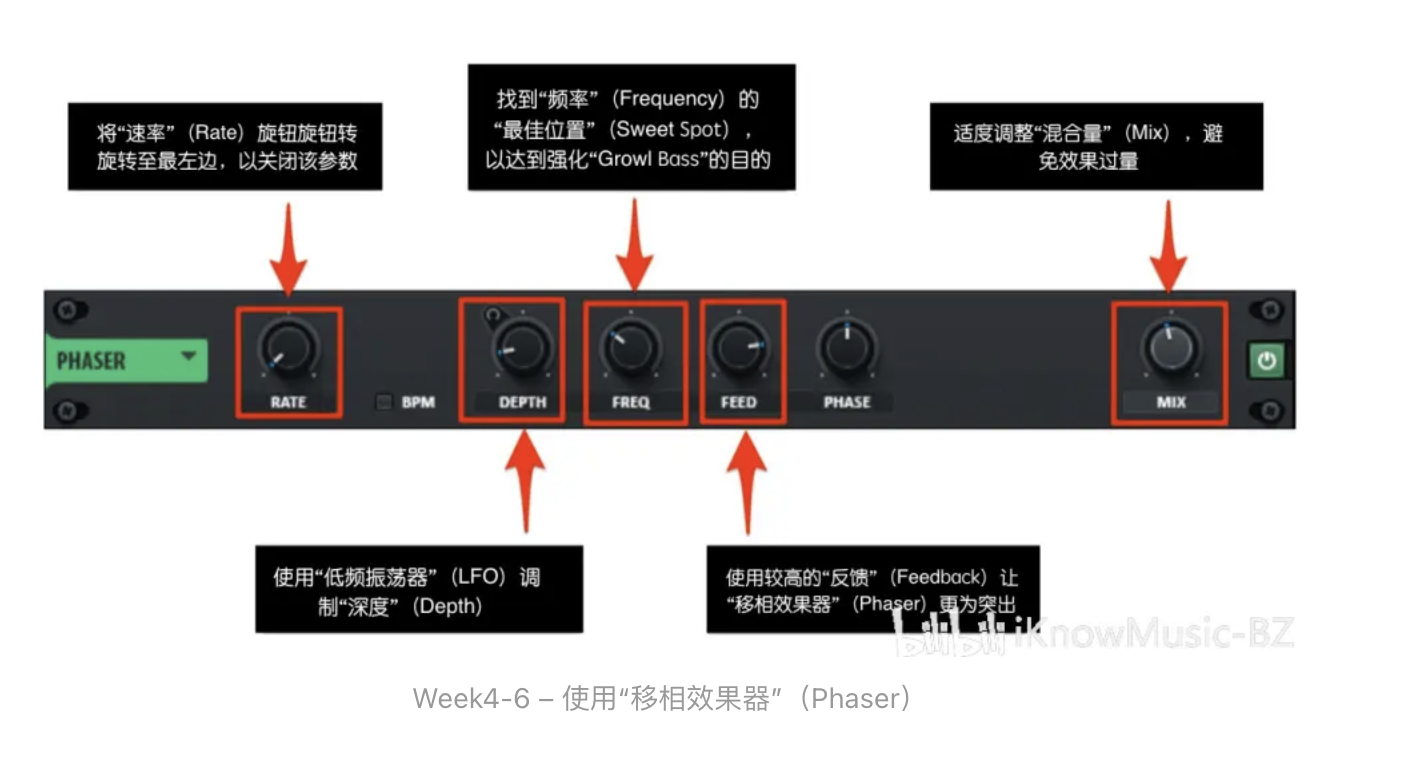 找到“频率”（Frequency）的
“最佳位置”（Sweet Spot），
以达到强化“Growl Bass”的目的
将“速率”（Rate）旋钮旋钮转
旋转至最左边，以关闭该参数
适度调整“混合量”（Mix），避
免效果过量
PHASER
RATE
BPM
DEPTH
FREQ
FEED
PHASE
MIX
使用“低频振荡器”（LFO）调
制“深度”（Depth）
使用较高的“反馈”（Feedback）让
“移相效果器”（Phaser）更为突出
bilibili iKnowMusic-BZ
Week4-6 – 使用“移相效果器”（Phaser）